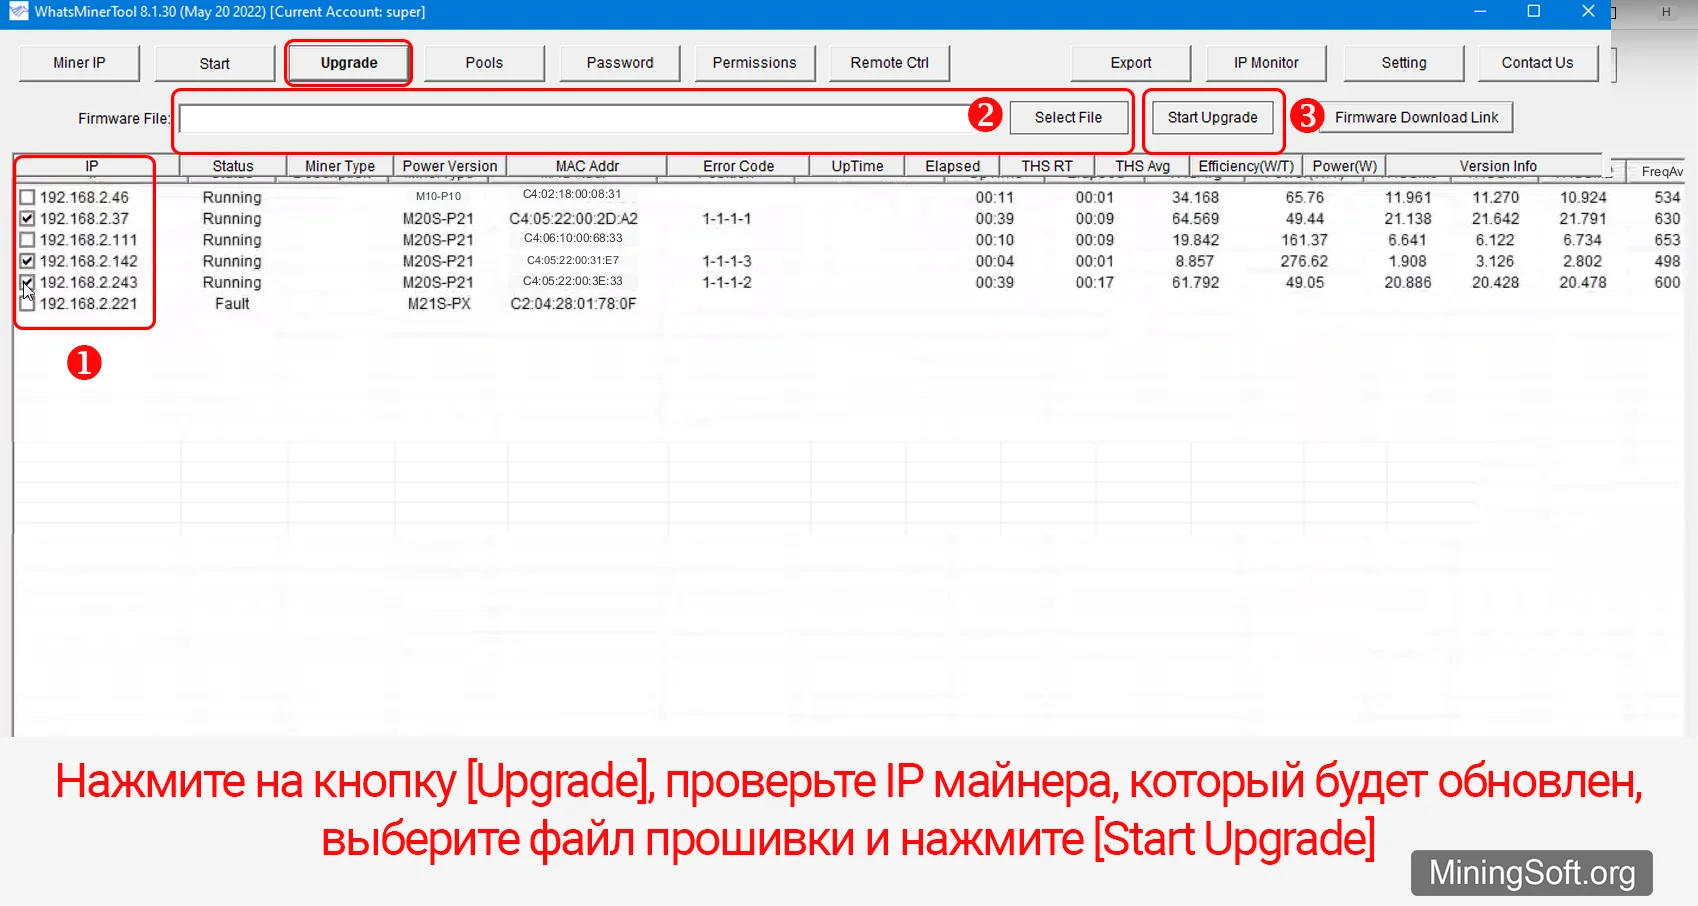 WhatsMinerTool 8.1.30 (May 20 2022) [Current Account: super]
H
Miner IP Start Upgrade Pools Password Permissions Remote Ctrl Export IP Monitor Setting Contact Us
Firmware File: 2 Select File Start Upgrade 3 Firmware Download Link
IP Status Miner Type Power Version MAC Addr Error Code UpTime Elapsed THS RT THS Avg Efficiency(W/T) Power(W) Version Info FreqAv
192.168.2.46 Running M10-P10 C4:02:18:00:08:31 00:11 00:01 34.168 65.76 11.961 11.270 10.924 534
192.168.2.37 Running M20S-P21 C4:05:22:00:2D:A2 1-1-1-1 00:39 00:09 64.569 49.44 21.138 21.642 21.791 630
192.168.2.111 Running M20S-P21 C4:06:10:00:68:33 00:10 00:09 19.842 161.37 6.641 6.122 6.734 653
192.168.2.142 Running M20S-P21 C4:05:22:00:31:E7 1-1-1-3 00:04 00:01 8.857 276.62 1.908 3.126 2.802 498
192.168.2.243 Running M20S-P21 C4:05:22:00:3E:33 1-1-1-2 00:39 00:17 61.792 49.05 20.886 20.428 20.478 600
192.168.2.221 Fault M21S-PX C2:04:28:01:78:0F
1
Нажмите на кнопку [Upgrade], проверьте IP майнера, который будет обновлен,
выберите файл прошивки и нажмите [Start Upgrade]
MiningSoft.org